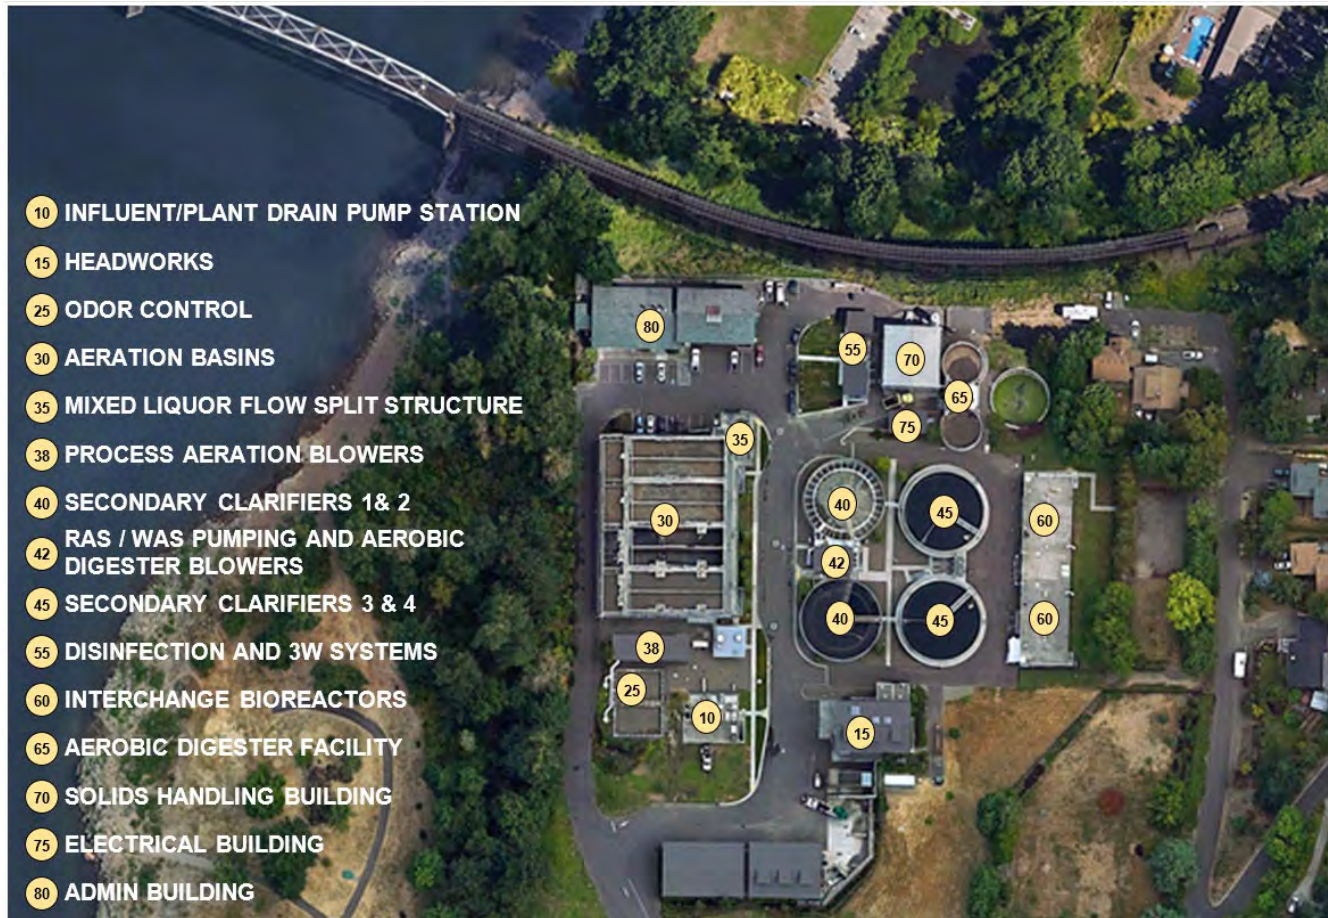 10 INFLUENT/PLANT DRAIN PUMP STATION
15 HEADWORKS
25 ODOR CONTROL
30 AERATION BASINS
35 MIXED LIQUOR FLOW SPLIT STRUCTURE
38 PROCESS AERATION BLOWERS
40 SECONDARY CLARIFIERS 1& 2
42 RAS / WAS PUMPING AND AEROBIC
DIGESTER BLOWERS
45 SECONDARY CLARIFIERS 3 & 4
55 DISINFECTION AND 3W SYSTEMS
60 INTERCHANGE BIOREACTORS
65 AEROBIC DIGESTER FACILITY
70 SOLIDS HANDLING BUILDING
75 ELECTRICAL BUILDING
80 ADMIN BUILDING
80
55
70
65
75
35
40
45
30
60
42
40
45
60
38
25
10
15